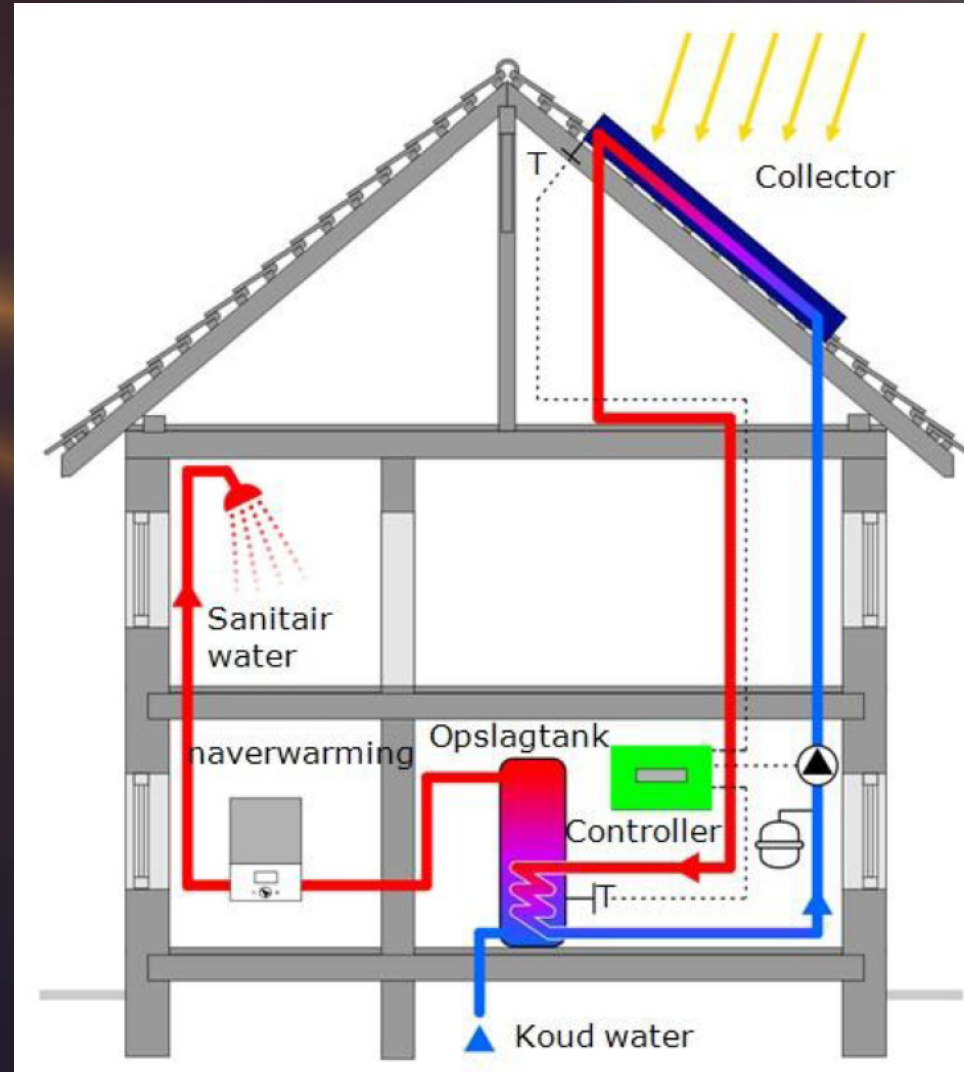 T
Collector
Sanitair
water
naverwarming
Opslagtank
Controller
T
Koud water